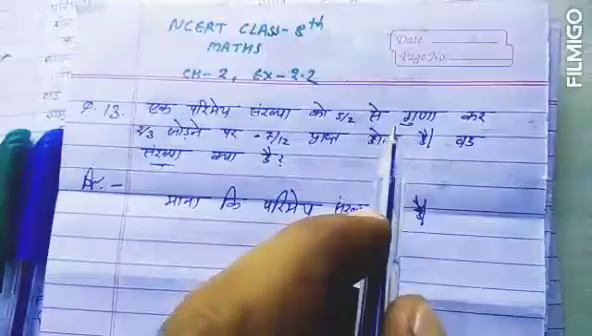 NCERT CLASS-8th
MATHS
CH-2, EX-2.2
Date
Page No.
FILMIGO
Q.13. एक परिमेय संख्या को 5/2 से गुणा कर
2/3 जोड़ने पर -7/12 प्राप्त है। वह
संख्या क्या है?
माना कि परिमेय